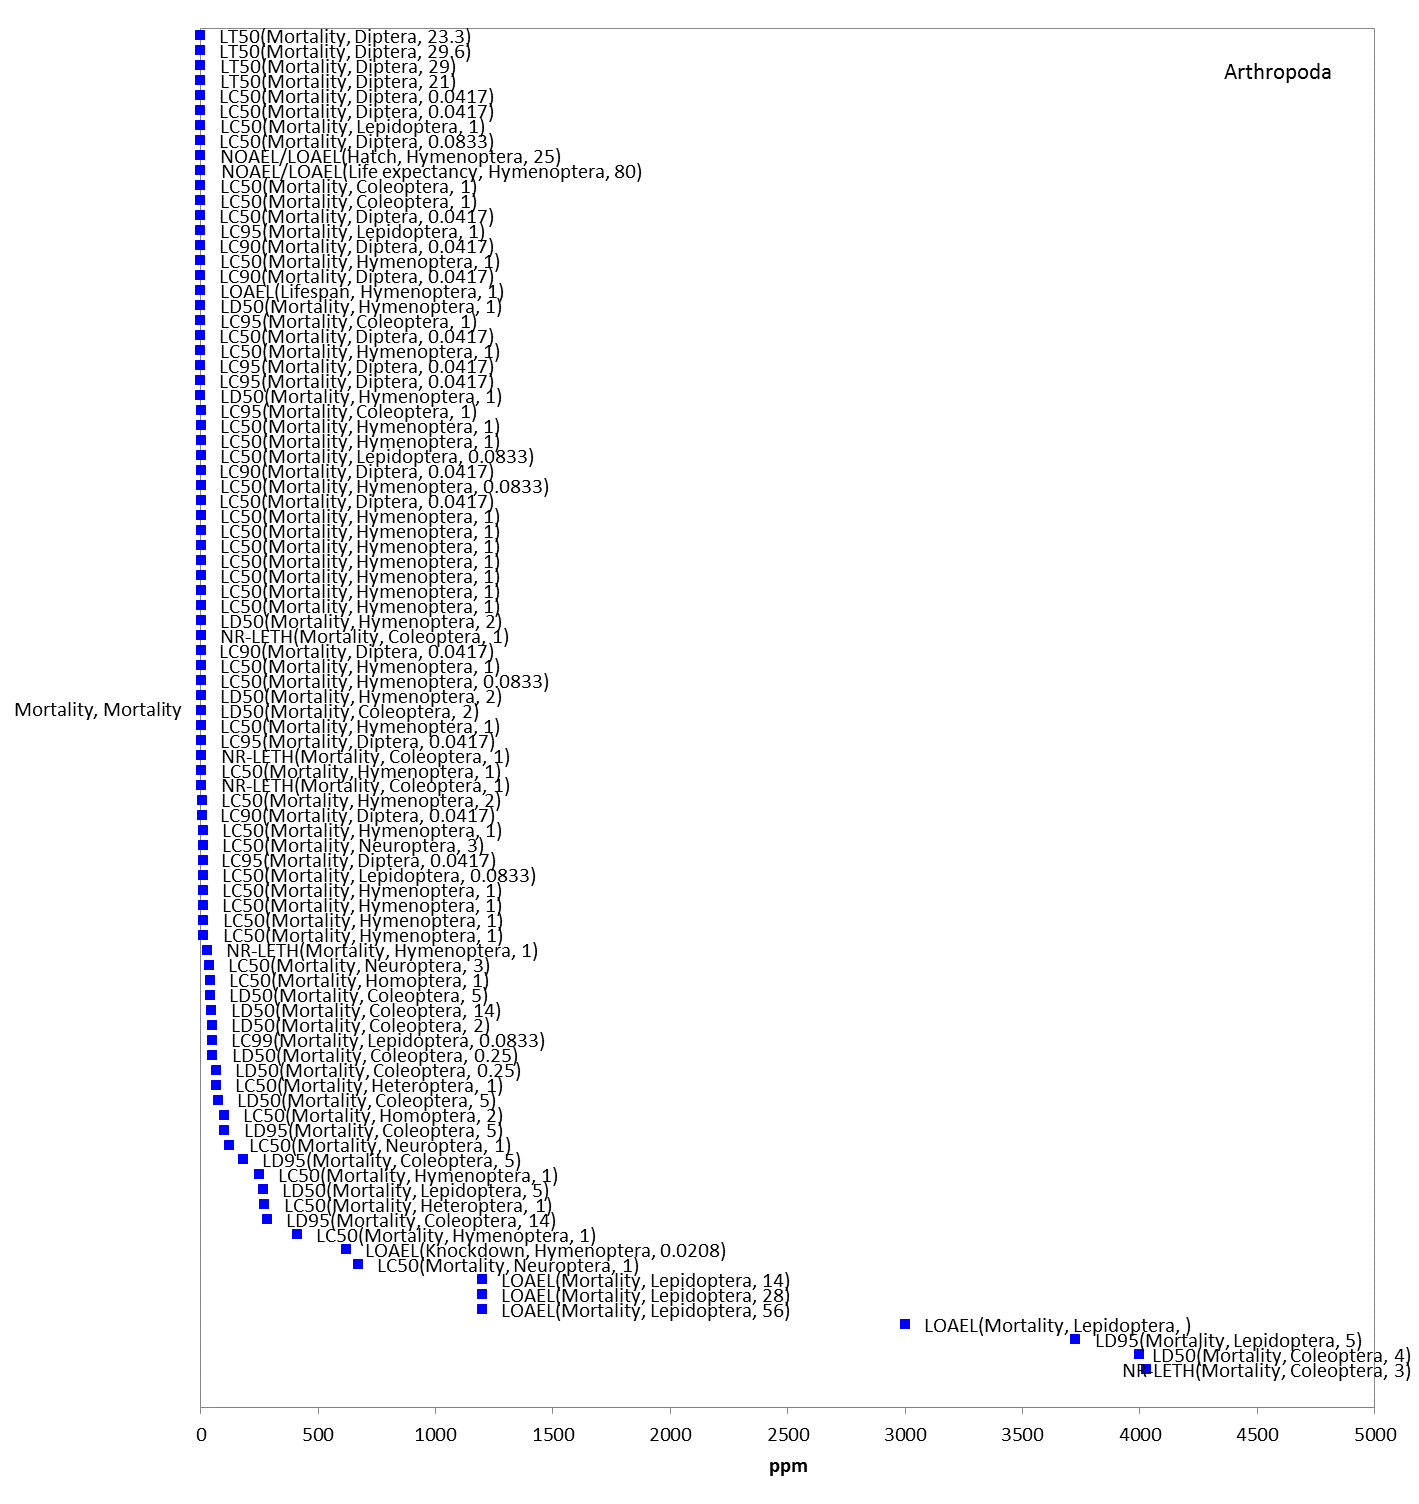 Arthropoda
LT50(Mortality, Diptera, 23.3)
LT50(Mortality, Diptera, 29.6)
LT50(Mortality, Diptera, 29)
LT50(Mortality, Diptera, 21)
LC50(Mortality, Diptera, 0.0417)
LC50(Mortality, Diptera, 0.0417)
LC50(Mortality, Lepidoptera, 1)
LC50(Mortality, Diptera, 0.0833)
NOAEL/LOAEL(Hatch, Hymenoptera, 25)
NOAEL/LOAEL(Life expectancy, Hymenoptera, 80)
LC50(Mortality, Coleoptera, 1)
LC50(Mortality, Coleoptera, 1)
LC50(Mortality, Diptera, 0.0417)
LC95(Mortality, Lepidoptera, 1)
LC90(Mortality, Diptera, 0.0417)
LC50(Mortality, Hymenoptera, 1)
LC90(Mortality, Diptera, 0.0417)
LOAEL(Lifespan, Hymenoptera, 1)
LD50(Mortality, Hymenoptera, 1)
LC95(Mortality, Coleoptera, 1)
LC50(Mortality, Diptera, 0.0417)
LC50(Mortality, Hymenoptera, 1)
LC95(Mortality, Diptera, 0.0417)
LC95(Mortality, Diptera, 0.0417)
LD50(Mortality, Hymenoptera, 1)
LC95(Mortality, Coleoptera, 1)
LC50(Mortality, Hymenoptera, 1)
LC50(Mortality, Hymenoptera, 1)
LC50(Mortality, Lepidoptera, 0.0833)
LC90(Mortality, Diptera, 0.0417)
LC50(Mortality, Hymenoptera, 0.0833)
LC50(Mortality, Diptera, 0.0417)
LC50(Mortality, Hymenoptera, 1)
LC50(Mortality, Hymenoptera, 1)
LC50(Mortality, Hymenoptera, 1)
LC50(Mortality, Hymenoptera, 1)
LC50(Mortality, Hymenoptera, 1)
LC50(Mortality, Hymenoptera, 1)
LC50(Mortality, Hymenoptera, 1)
LD50(Mortality, Hymenoptera, 2)
NR-LETH(Mortality, Coleoptera, 1)
LC90(Mortality, Diptera, 0.0417)
LC50(Mortality, Hymenoptera, 1)
LC50(Mortality, Hymenoptera, 0.0833)
LD50(Mortality, Hymenoptera, 2)
Mortality, Mortality
LD50(Mortality, Coleoptera, 2)
LC50(Mortality, Hymenoptera, 1)
LC95(Mortality, Diptera, 0.0417)
NR-LETH(Mortality, Coleoptera, 1)
LC50(Mortality, Hymenoptera, 1)
NR-LETH(Mortality, Coleoptera, 1)
LC50(Mortality, Hymenoptera, 2)
LC90(Mortality, Diptera, 0.0417)
LC50(Mortality, Hymenoptera, 1)
LC50(Mortality, Neuroptera, 3)
LC95(Mortality, Diptera, 0.0417)
LC50(Mortality, Lepidoptera, 0.0833)
LC50(Mortality, Hymenoptera, 1)
LC50(Mortality, Hymenoptera, 1)
LC50(Mortality, Hymenoptera, 1)
LC50(Mortality, Hymenoptera, 1)
NR-LETH(Mortality, Hymenoptera, 1)
LC50(Mortality, Neuroptera, 3)
LC50(Mortality, Homoptera, 1)
LD50(Mortality, Coleoptera, 5)
LD50(Mortality, Coleoptera, 14)
LD50(Mortality, Coleoptera, 2)
LC99(Mortality, Lepidoptera, 0.0833)
LD50(Mortality, Coleoptera, 0.25)
LD50(Mortality, Coleoptera, 0.25)
LC50(Mortality, Heteroptera, 1)
LD50(Mortality, Coleoptera, 5)
LC50(Mortality, Homoptera, 2)
LD95(Mortality, Coleoptera, 5)
LC50(Mortality, Neuroptera, 1)
LD95(Mortality, Coleoptera, 5)
LC50(Mortality, Hymenoptera, 1)
LD50(Mortality, Lepidoptera, 5)
LC50(Mortality, Heteroptera, 1)
LD95(Mortality, Coleoptera, 14)
LC50(Mortality, Hymenoptera, 1)
LOAEL(Knockdown, Hymenoptera, 0.0208)
LC50(Mortality, Neuroptera, 1)
LOAEL(Mortality, Lepidoptera, 14)
LOAEL(Mortality, Lepidoptera, 28)
LOAEL(Mortality, Lepidoptera, 56)
LOAEL(Mortality, Lepidoptera, )
LD95(Mortality, Lepidoptera, 5)
LD50(Mortality, Coleoptera, 4)
NR-LETH(Mortality, Coleoptera, 3)
0 500 1000 1500 2000 2500 3000 3500 4000 4500 5000
ppm